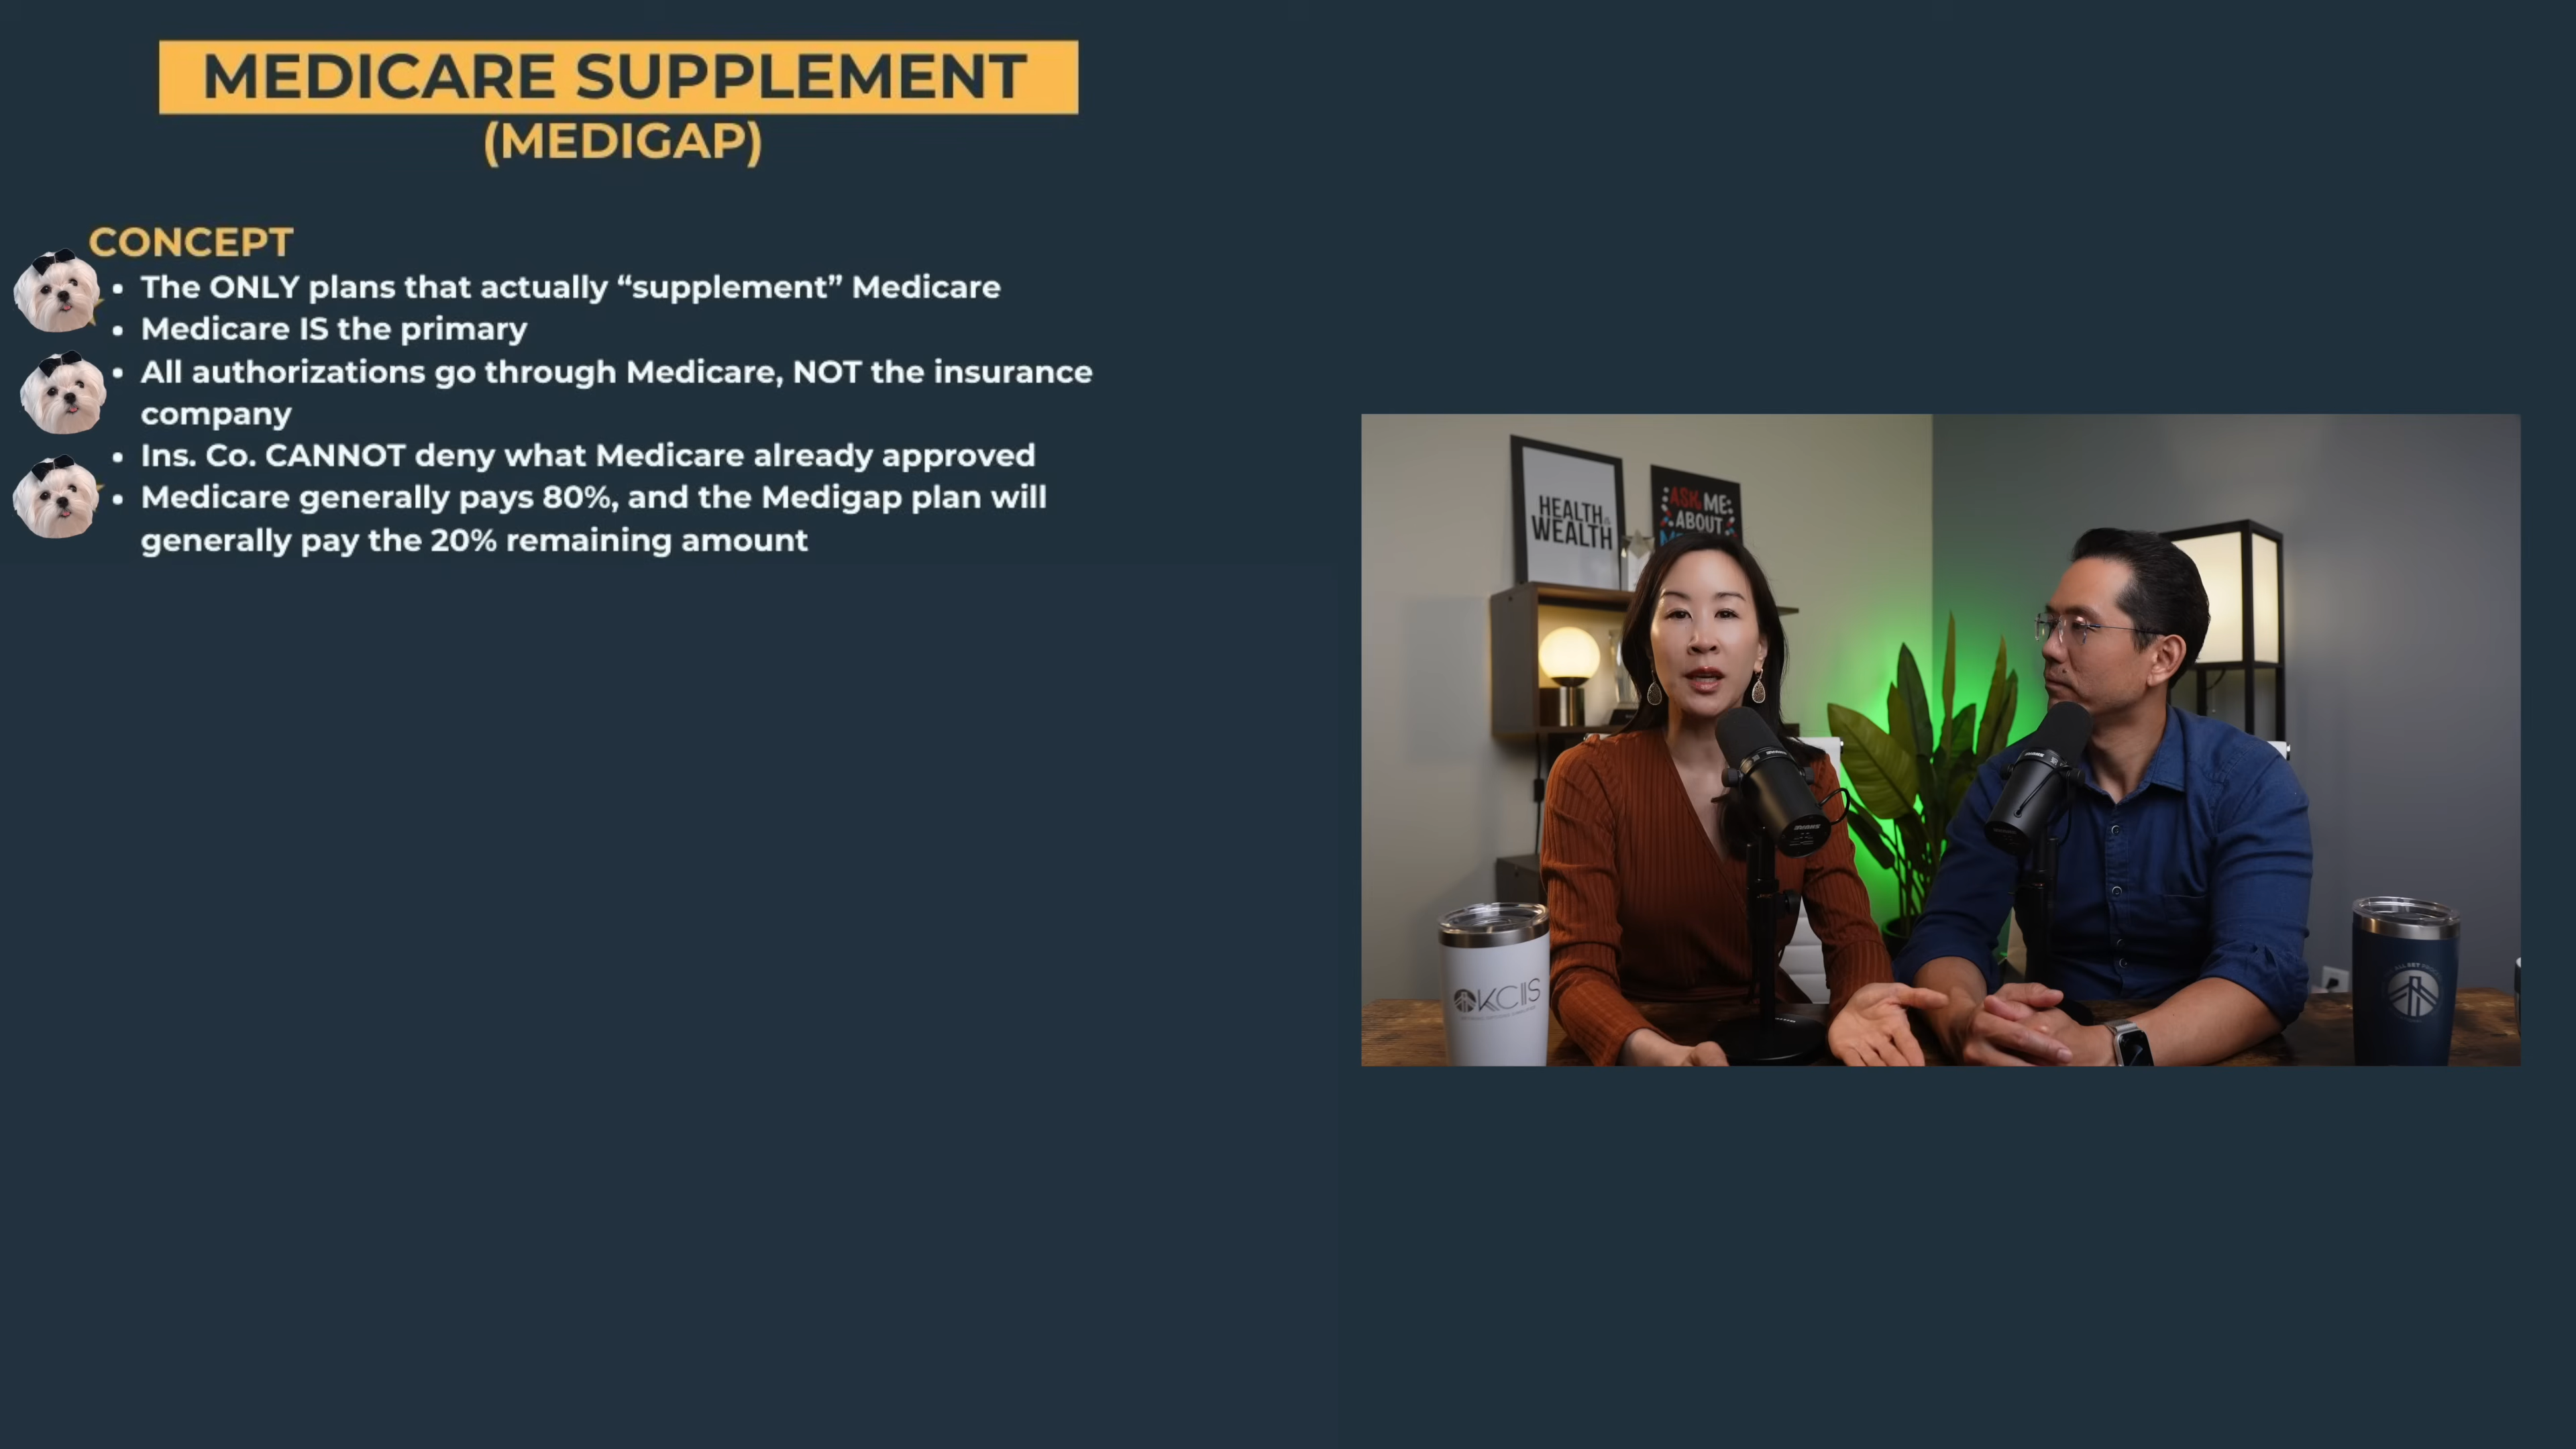 MEDICARE SUPPLEMENT
(MEDIGAP)
CONCEPT
• The ONLY plans that actually “supplement” Medicare
• Medicare IS the primary
• All authorizations go through Medicare, NOT the insurance
company
• Ins. Co. CANNOT deny what Medicare already approved
• Medicare generally pays 80%, and the Medigap plan will
generally pay the 20% remaining amount
HEALTH &
WEALTH
ASK ME
ABOUT
KCIIS